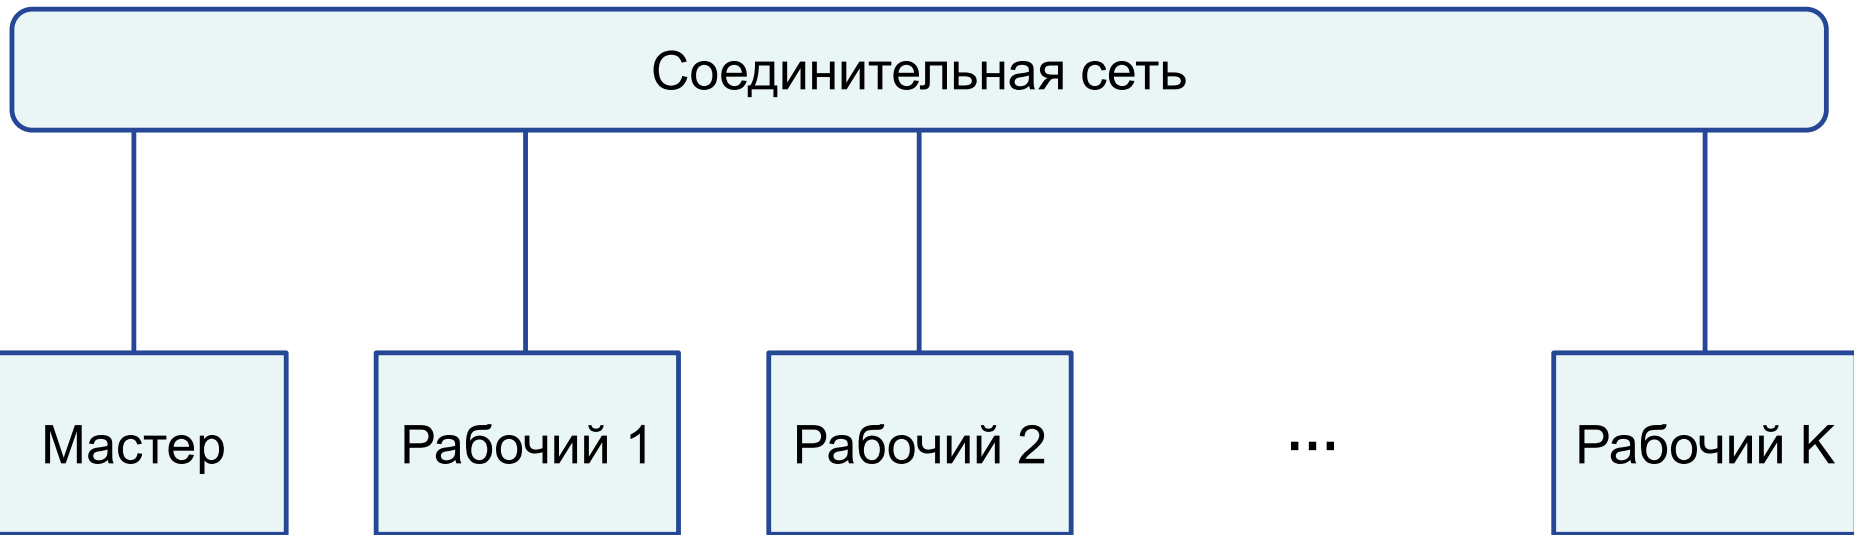 Соединительная сеть
Мастер
Рабочий 1
Рабочий 2
...
Рабочий K